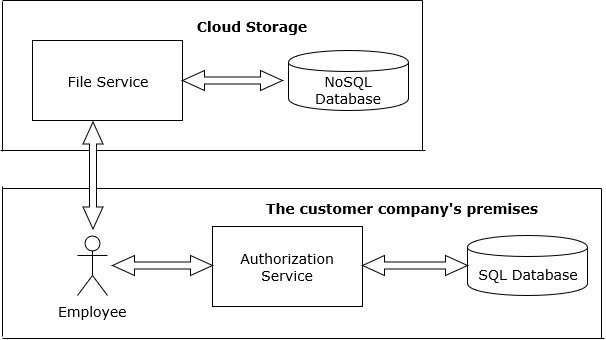 Cloud Storage
File Service
NoSQL
Database
The customer company's premises
Authorization
Service
SQL Database
Employee